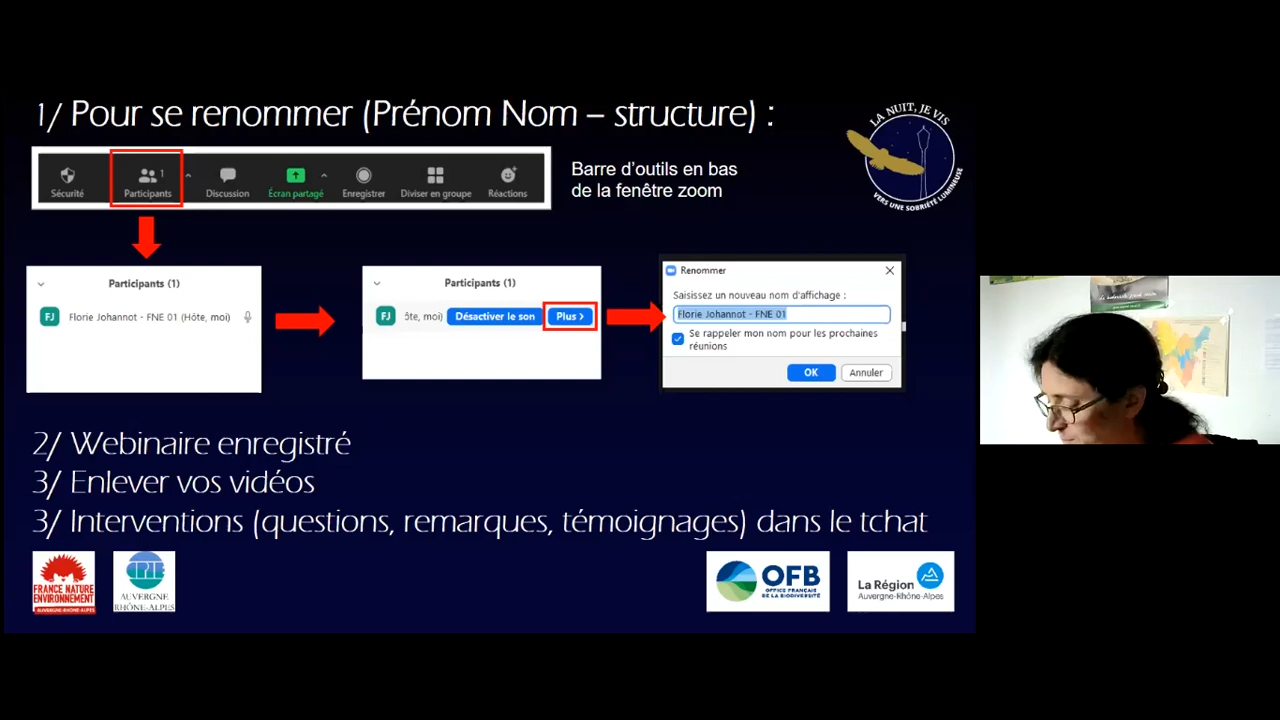 1/ Pour se renommer (Prénom Nom – structure) :
LA NUIT, JE VIS
VERS UNE SOBRIÉTÉ LUMINEUSE
Sécurité
Participants
1
Discussion
Écran partagé
Enregistrer
Diviser en groupe
Réactions
Barre d'outils en bas
de la fenêtre zoom
Participants (1)
FJ Florie Johannot - FNE 01 (Hôte, moi)
Participants (1)
FJ ôte, moi) Désactiver le son Plus >
Renommer
Saisissez un nouveau nom d'affichage :
Florie Johannot - FNE 01
Se rappeler mon nom pour les prochaines
réunions
OK Annuler
2/ Webinaire enregistré
3/ Enlever vos vidéos
3/ Interventions (questions, remarques, témoignages) dans le tchat
FRANCE NATURE
ENVIRONNEMENT
AUVERGNE-RHÔNE-ALPES
CPIE
AUVERGNE
RHÔNE-ALPES
OFB
OFFICE FRANÇAIS
DE LA BIODIVERSITÉ
La Région
Auvergne-Rhône-Alpes